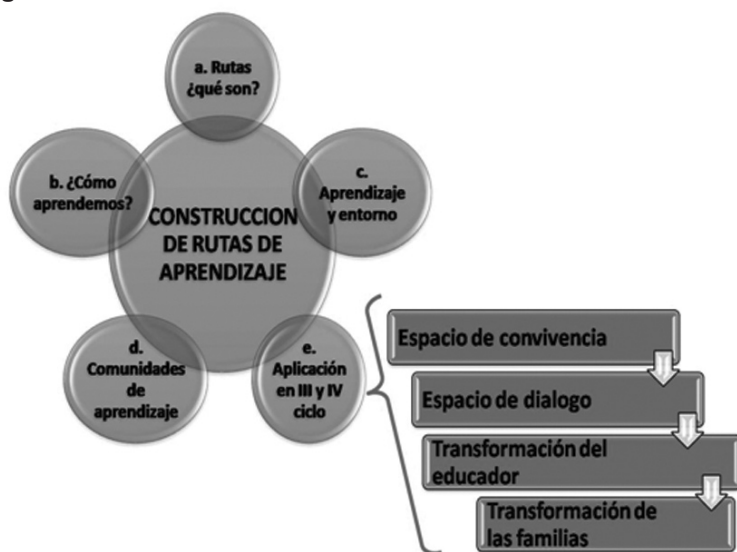 a. Rutas
¿qué son?
b. ¿Cómo
aprendemos?
c.
Aprendizaje
y entorno
CONSTRUCCION
DE RUTAS DE
APRENDIZAJE
d.
Comunidades
de
aprendizaje
e.
Aplicación
en III y IV
ciclo
Espacio de convivencia
Espacio de dialogo
Transformación del
educador
Transformación de
las familias